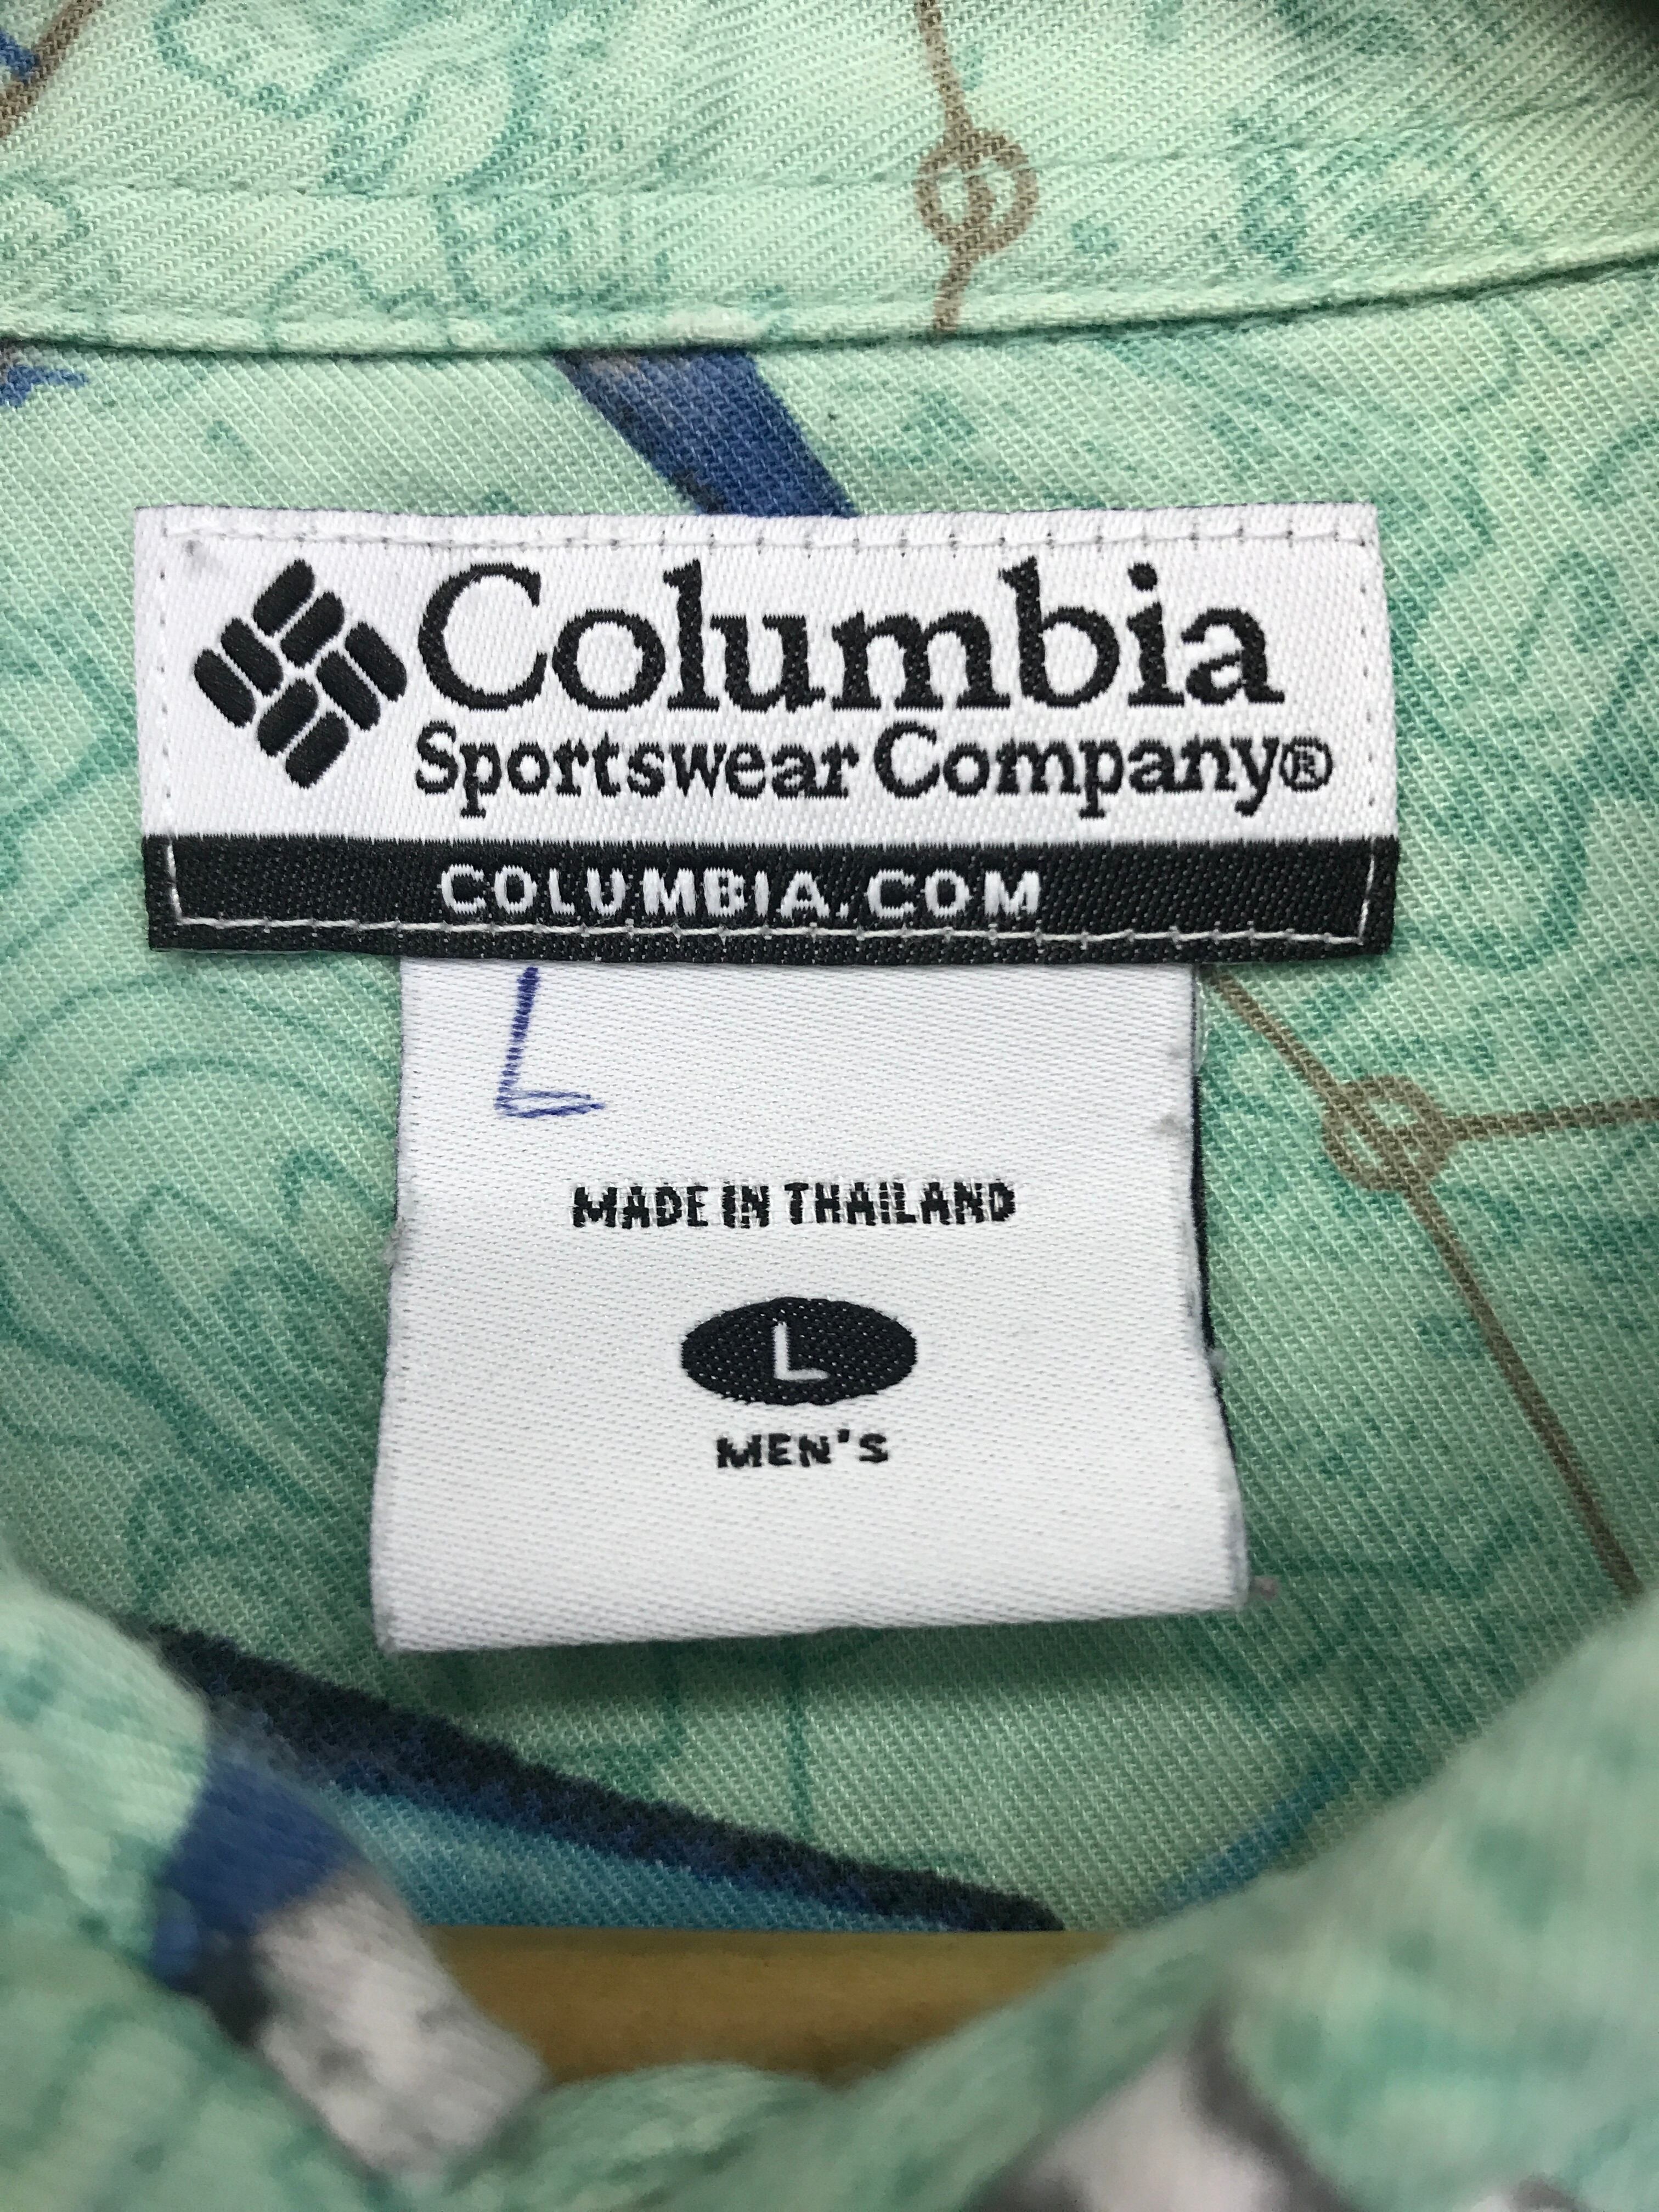 Columbia
Sportswear Company®
COLUMBIA.COM
L
MADE IN THAILAND
L
MEN'S